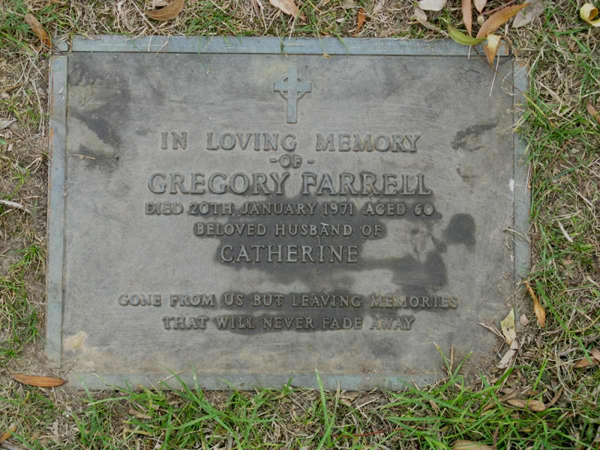 IN LOVING MEMORY
- OF -
GREGORY FARRELL
DIED 20TH JANUARY 1971 AGED 60
BELOVED HUSBAND OF
CATHERINE
GONE FROM US BUT LEAVING MEMORIES
THAT WILL NEVER FADE AWAY